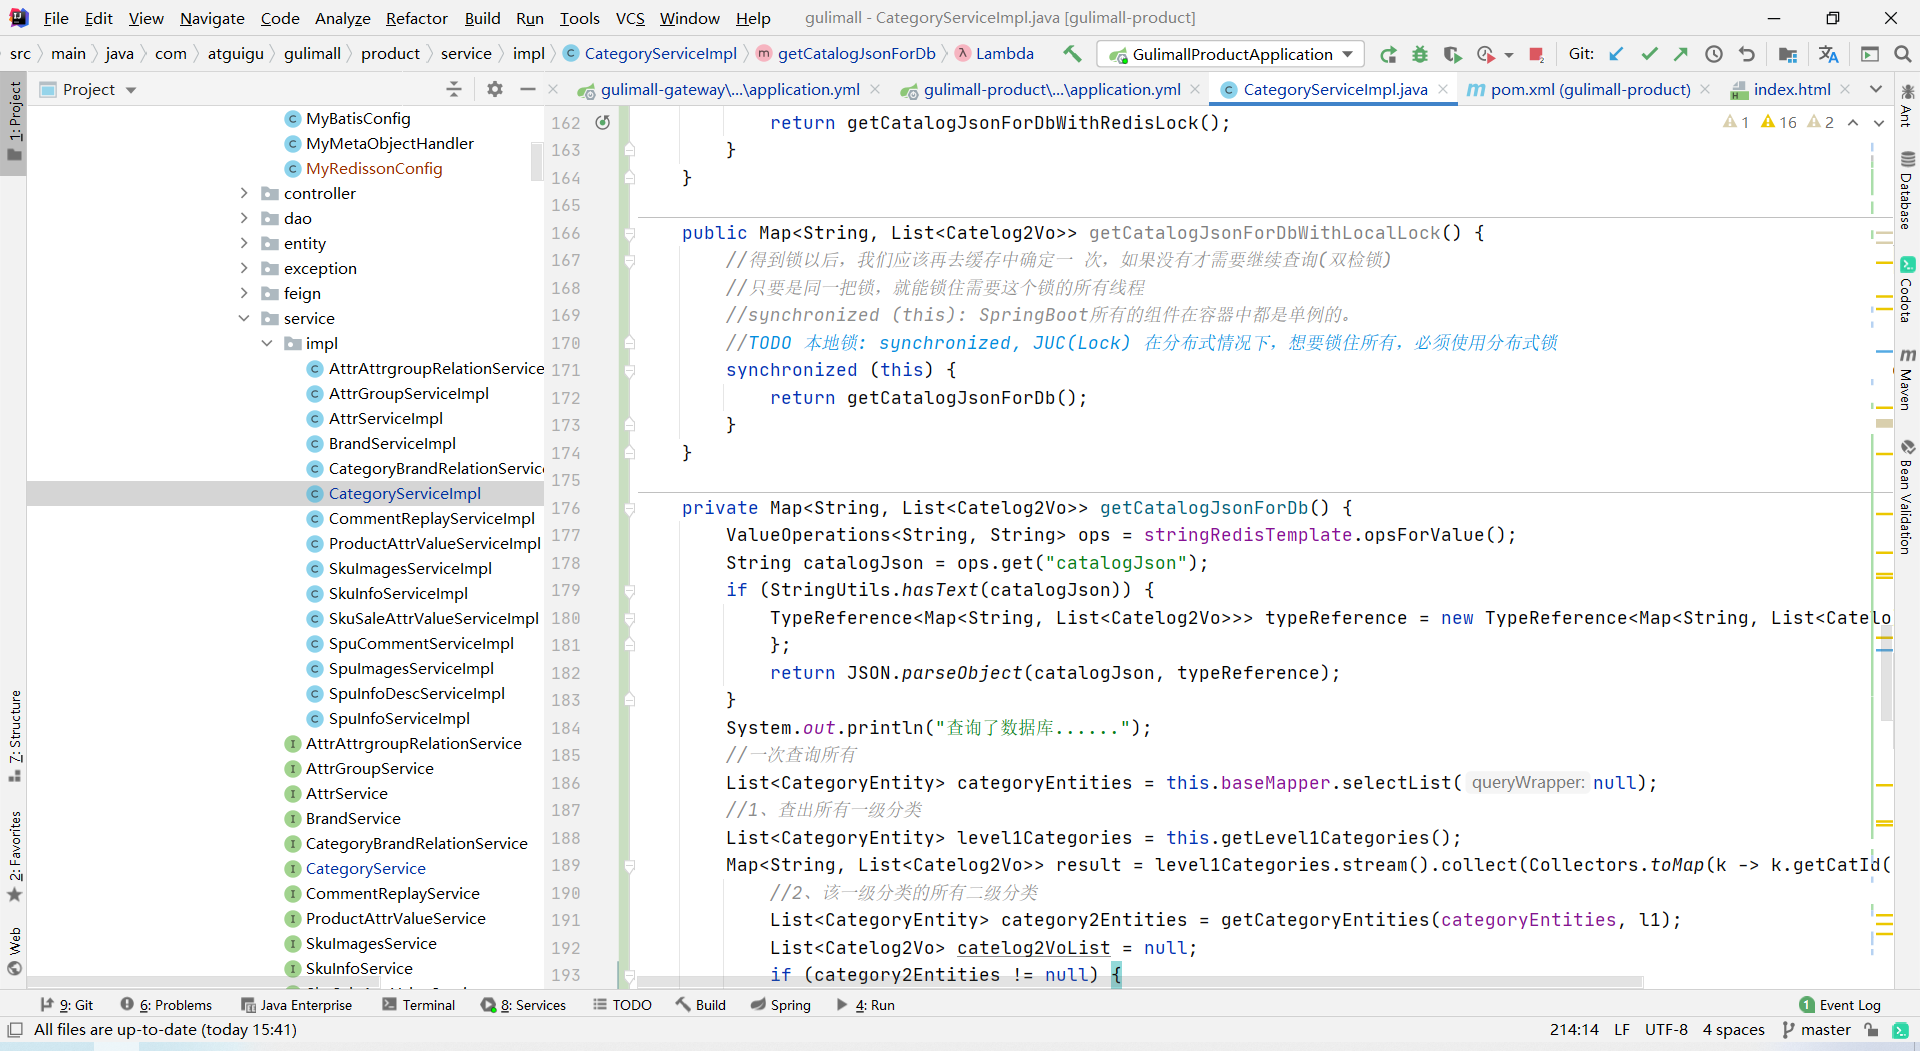 File Edit View Navigate Code Analyze Refactor Build Run Tools VCS Window Help gulimall - CategoryServiceImpl.java [gulimall-product]
src main java com atguigu gulimall product service impl CategoryServiceImpl getCatalogJsonForDb Lambda GulimallProductApplication Git:
Project gulimall-gateway\...\application.yml gulimall-product\...\application.yml CategoryServiceImpl.java pom.xml (gulimall-product) index.html
1: Project
7: Structure
2: Favorites
Web
MyBatisConfig
MyMetaObjectHandler
MyRedissonConfig
controller
dao
entity
exception
feign
service
impl
AttrAttrgroupRelationService
AttrGroupServiceImpl
AttrServiceImpl
BrandServiceImpl
CategoryBrandRelationServic
CategoryServiceImpl
CommentReplayServiceImpl
ProductAttrValueServiceImpl
SkuImagesServiceImpl
SkuInfoServiceImpl
SkuSaleAttrValueServiceImpl
SpuCommentServiceImpl
SpuImagesServiceImpl
SpuInfoDescServiceImpl
SpuInfoServiceImpl
AttrAttrgroupRelationService
AttrGroupService
AttrService
BrandService
CategoryBrandRelationService
CategoryService
CommentReplayService
ProductAttrValueService
SkuImagesService
SkuInfoService
1 16 2
162 return getCatalogJsonForDbWithRedisLock();
163 }
164 }
165
166 public Map<String, List<Catelog2Vo>> getCatalogJsonForDbWithLocalLock() {
167 //得到锁以后，我们应该再去缓存中确定一 次，如果没有才需要继续查询(双检锁)
168 //只要是同一把锁，就能锁住需要这个锁的所有线程
169 //synchronized (this): SpringBoot所有的组件在容器中都是单例的。
170 //TODO 本地锁: synchronized, JUC(Lock) 在分布式情况下，想要锁住所有，必须使用分布式锁
171 synchronized (this) {
172 return getCatalogJsonForDb();
173 }
174 }
175
176 private Map<String, List<Catelog2Vo>> getCatalogJsonForDb() {
177 ValueOperations<String, String> ops = stringRedisTemplate.opsForValue();
178 String catalogJson = ops.get("catalogJson");
179 if (StringUtils.hasText(catalogJson)) {
180 TypeReference<Map<String, List<Catelog2Vo>>> typeReference = new TypeReference<Map<String, List<Catelo
181 };
182 return JSON.parseObject(catalogJson, typeReference);
183 }
184 System.out.println("查询了数据库......");
185 //一次查询所有
186 List<CategoryEntity> categoryEntities = this.baseMapper.selectList( queryWrapper: null);
187 //1、查出所有一级分类
188 List<CategoryEntity> level1Categories = this.getLevel1Categories();
189 Map<String, List<Catelog2Vo>> result = level1Categories.stream().collect(Collectors.toMap(k -> k.getCatId(
190 //2、该一级分类的所有二级分类
191 List<CategoryEntity> category2Entities = getCategoryEntities(categoryEntities, l1);
192 List<Catelog2Vo> catelog2VoList = null;
193 if (category2Entities != null) {
Ant
Database
Codota
Maven
Bean Validation
9: Git 6: Problems Java Enterprise Terminal 8: Services TODO Build Spring 4: Run 1 Event Log
All files are up-to-date (today 15:41) 214:14 LF UTF-8 4 spaces master